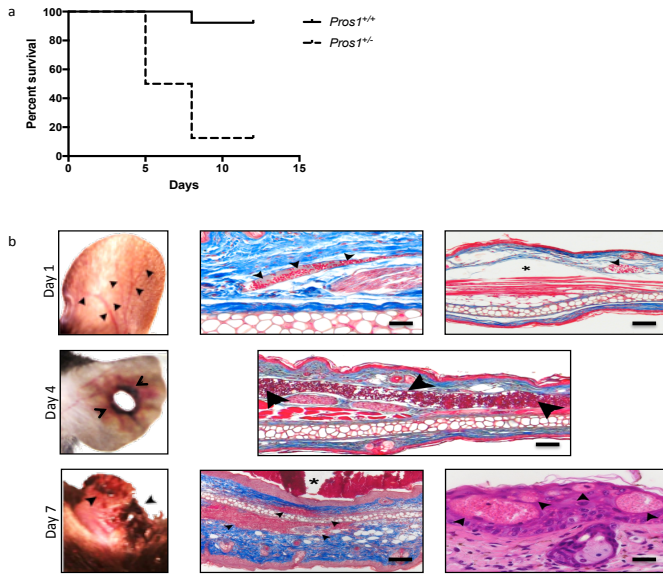 a
100
80
60
40
20
0
Percent survival
0 5 10 15
Days
Pros1+/+
Pros1+/-
b
Day 1
*
Day 4
Day 7
*